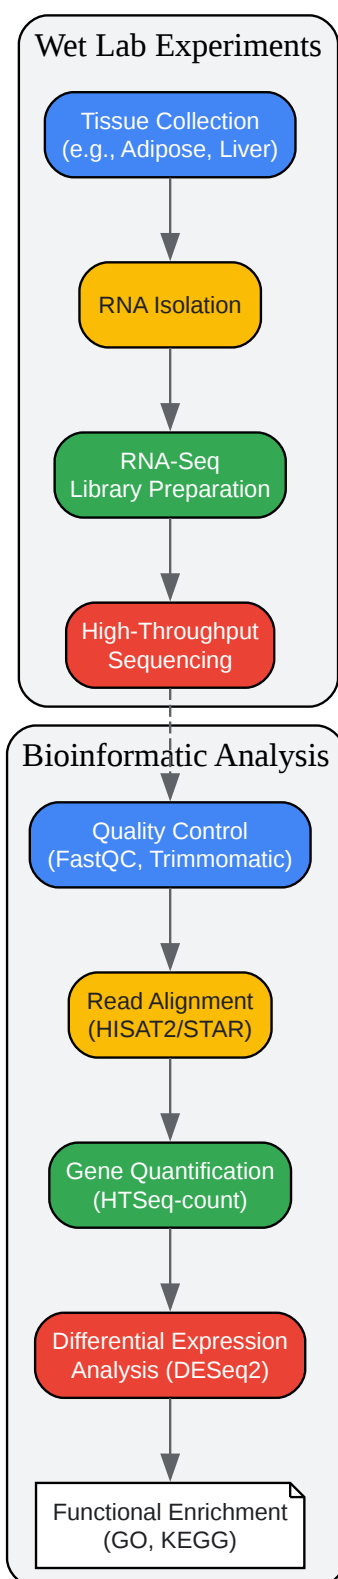 Wet Lab Experiments
Tissue Collection
(e.g., Adipose, Liver)
RNA Isolation
RNA-Seq
Library Preparation
High-Throughput
Sequencing
Bioinformatic Analysis
Quality Control
(FastQC, Trimmomatic)
Read Alignment
(HISAT2/STAR)
Gene Quantification
(HTSeq-count)
Differential Expression
Analysis (DESeq2)
Functional Enrichment
(GO, KEGG)